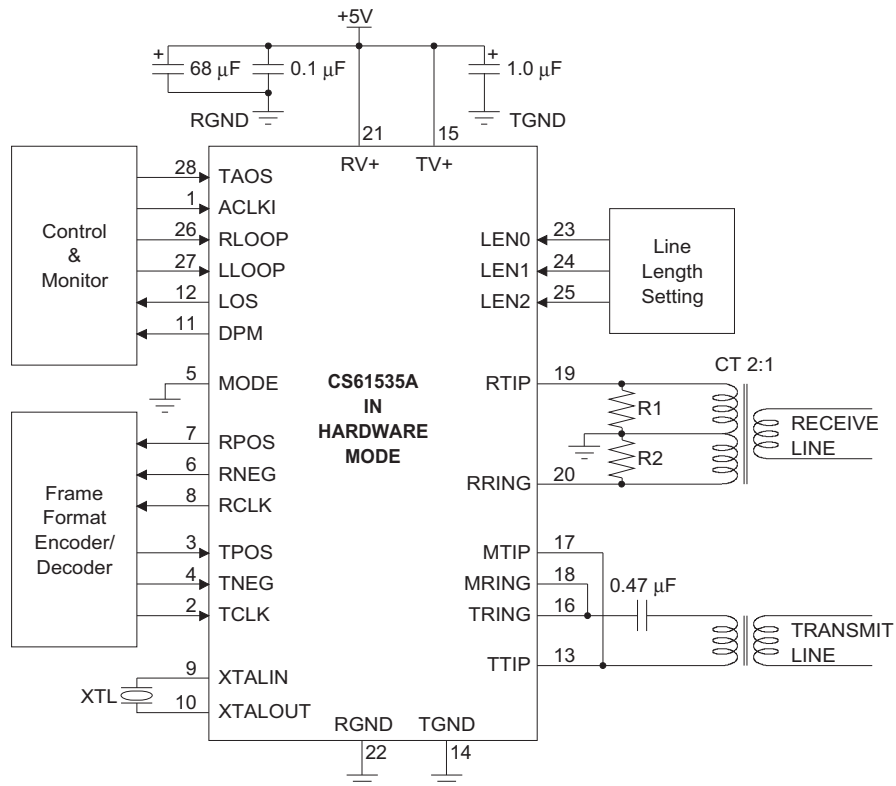 +5V
+
68 μF
0.1 μF
+
1.0 μF
RGND
TGND
21
15
RV+
TV+
Control
&
Monitor
28
TAOS
1
ACLKI
26
RLOOP
27
LLOOP
12
LOS
11
DPM
5
MODE
LEN0
23
LEN1
24
LEN2
25
Line
Length
Setting
CS61535A
IN
HARDWARE
MODE
RTIP
19
R1
R2
RRING
20
CT 2:1
RECEIVE
LINE
Frame
Format
Encoder/
Decoder
7
RPOS
6
RNEG
8
RCLK
3
TPOS
4
TNEG
2
TCLK
MTIP
17
MRING
18
TRING
16
TTIP
13
0.47 μF
TRANSMIT
LINE
XTL
9
XTALIN
10
XTALOUT
RGND
TGND
22
14